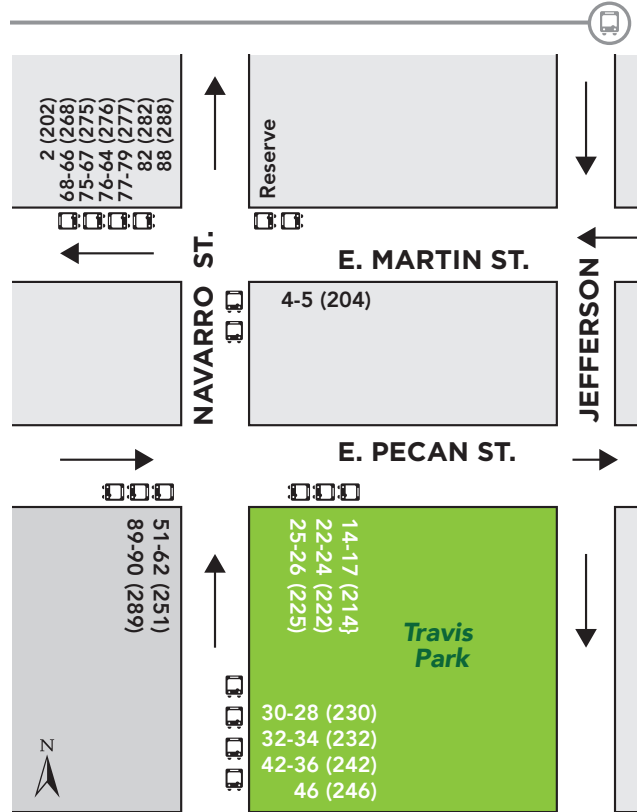 2 (202)
68-66 (268)
75-67 (275)
76-64 (276)
77-79 (277)
82 (282)
88 (288)
Reserve
NAVARRO ST.
E. MARTIN ST.
JEFFERSON
4-5 (204)
E. PECAN ST.
51-62 (251)
89-90 (289)
14-17 (214}
22-24 (222)
25-26 (225)
Travis
Park
30-28 (230)
32-34 (232)
42-36 (242)
46 (246)
N